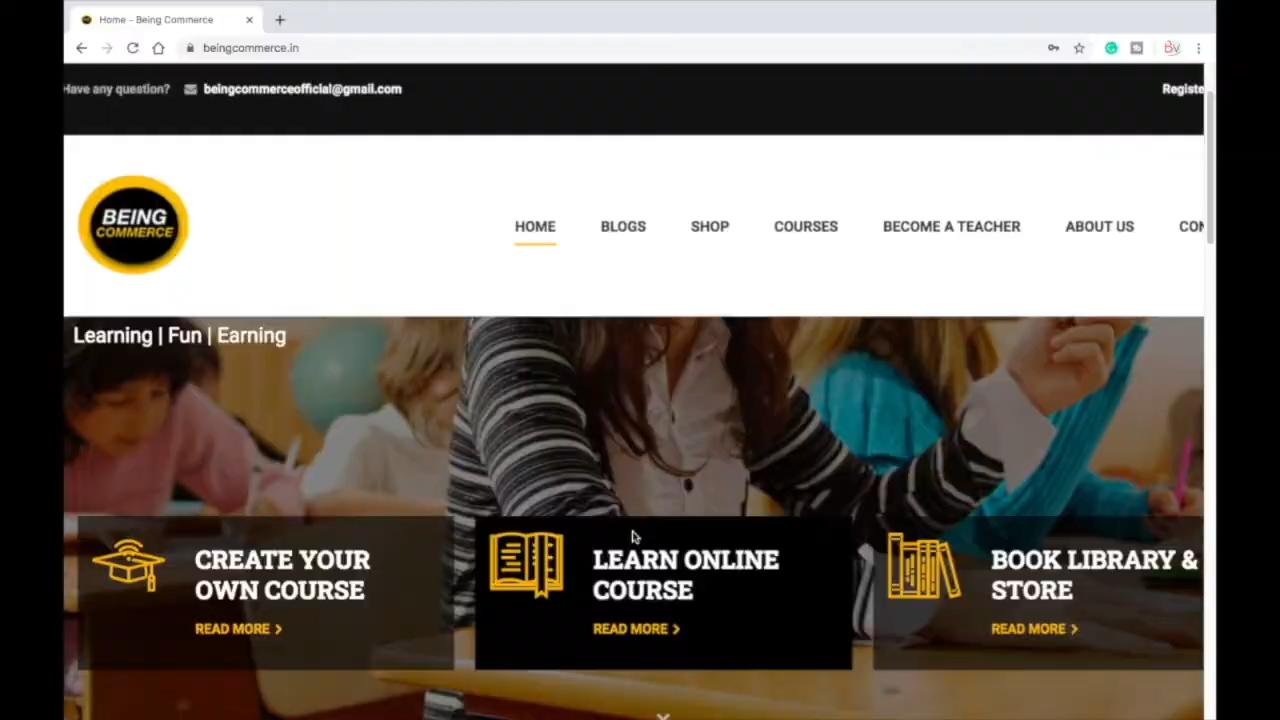 Home - Being Commerce
beingcommerce.in
Have any question? beingcommerceofficial@gmail.com
Registe
BEING
COMMERCE
HOME BLOGS SHOP COURSES BECOME A TEACHER ABOUT US CON
Learning | Fun | Earning
CREATE YOUR
OWN COURSE
READ MORE >
LEARN ONLINE
COURSE
READ MORE >
BOOK LIBRARY &
STORE
READ MORE >